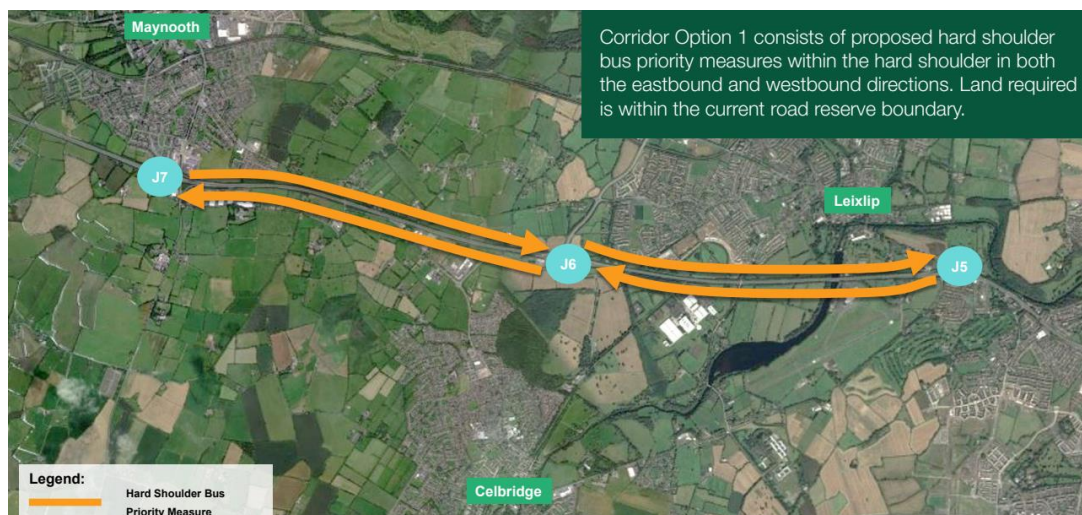 Maynooth
Corridor Option 1 consists of proposed hard shoulder
bus priority measures within the hard shoulder in both
the eastbound and westbound directions. Land required
is within the current road reserve boundary.
J7
Leixlip
J6
J5
Celbridge
Legend:
Hard Shoulder Bus
Priority Measure